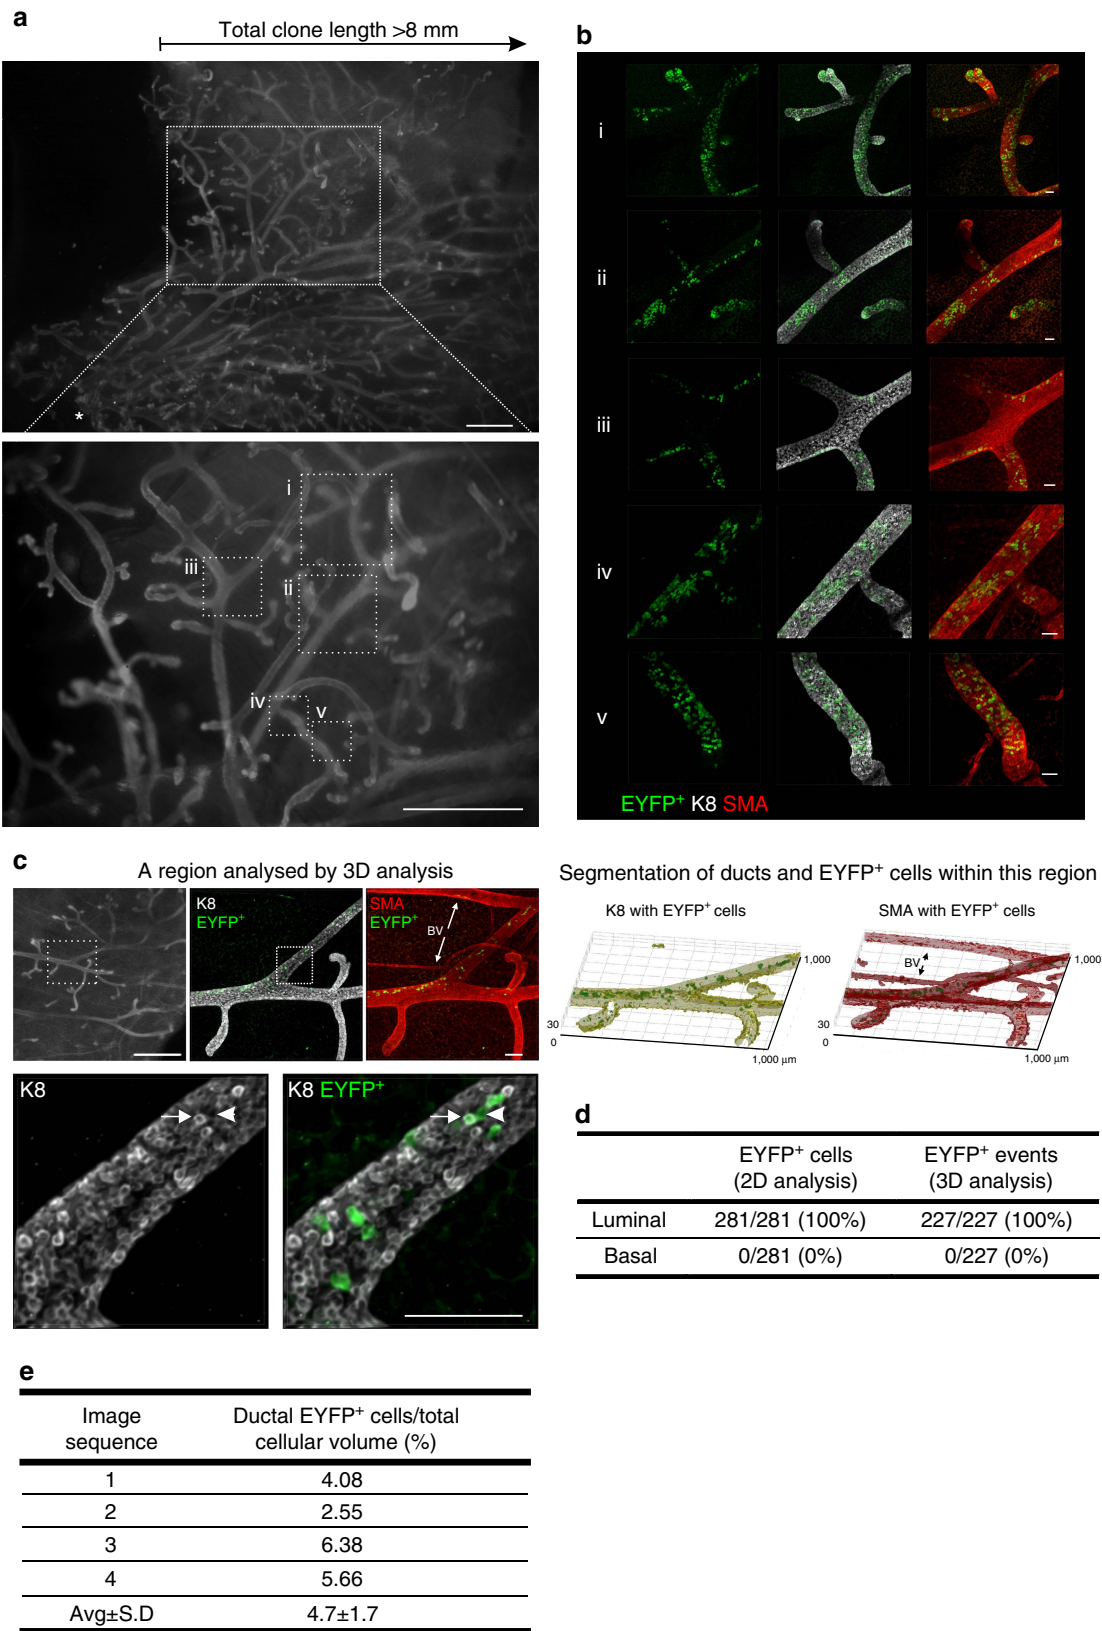 a
Total clone length >8 mm
*
i
iii
ii
iv
v
b
i
ii
iii
iv
v
EYFP⁺ K8 SMA
c
A region analysed by 3D analysis
K8
EYFP⁺
SMA
EYFP⁺
BV
Segmentation of ducts and EYFP⁺ cells within this region
K8 with EYFP⁺ cells
1,000
30
0
1,000 µm
SMA with EYFP⁺ cells
BV
1,000
30
0
1,000 µm
K8
K8 EYFP⁺
d
EYFP⁺ cells (2D analysis) EYFP⁺ events (3D analysis)
Luminal 281/281 (100%) 227/227 (100%)
Basal 0/281 (0%) 0/227 (0%)
e
Image sequence Ductal EYFP⁺ cells/total cellular volume (%)
1 4.08
2 2.55
3 6.38
4 5.66
Avg±S.D 4.7±1.7